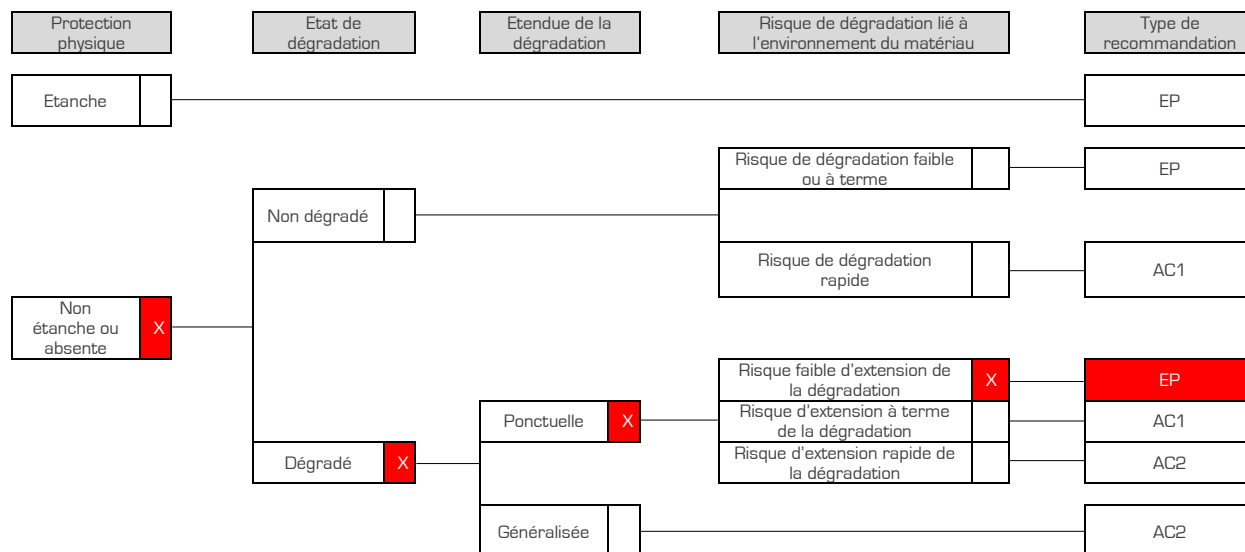 Protection
physique
Etat de
dégradation
Etendue de la
dégradation
Risque de dégradation lié à
l'environnement du matériau
Type de
recommandation
Etanche
EP
Risque de dégradation faible
ou à terme
EP
Non dégradé
Risque de dégradation
rapide
AC1
Non
étanche ou
absente
X
Risque faible d'extension de
la dégradation
X
EP
Ponctuelle
X
Risque d'extension à terme
de la dégradation
AC1
Dégradé
X
Risque d'extension rapide de
la dégradation
AC2
Généralisée
AC2